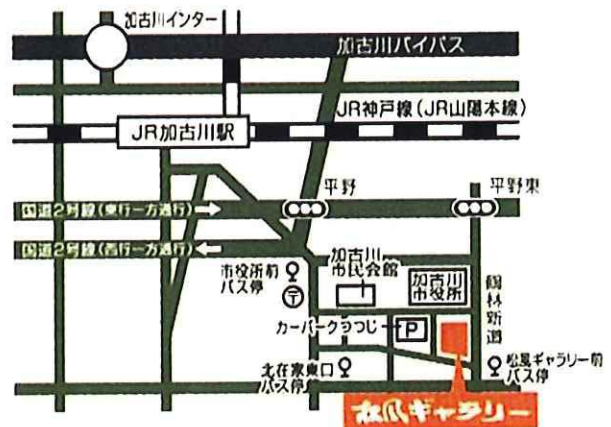 加古川インター
加古川バイパス
JR神戸線(JR山陽本線)
JR加古川駅
平野
平野東
国道2号線(東行一方通行)→
国道2号線(西行一方通行)←
市役所前
バス停
加古川
市民会館
加古川
市役所
鶴林新道
カーパークつつじ
P
北在家東口
バス停
松風ギャラリー前
バス停
松風ギャラリー